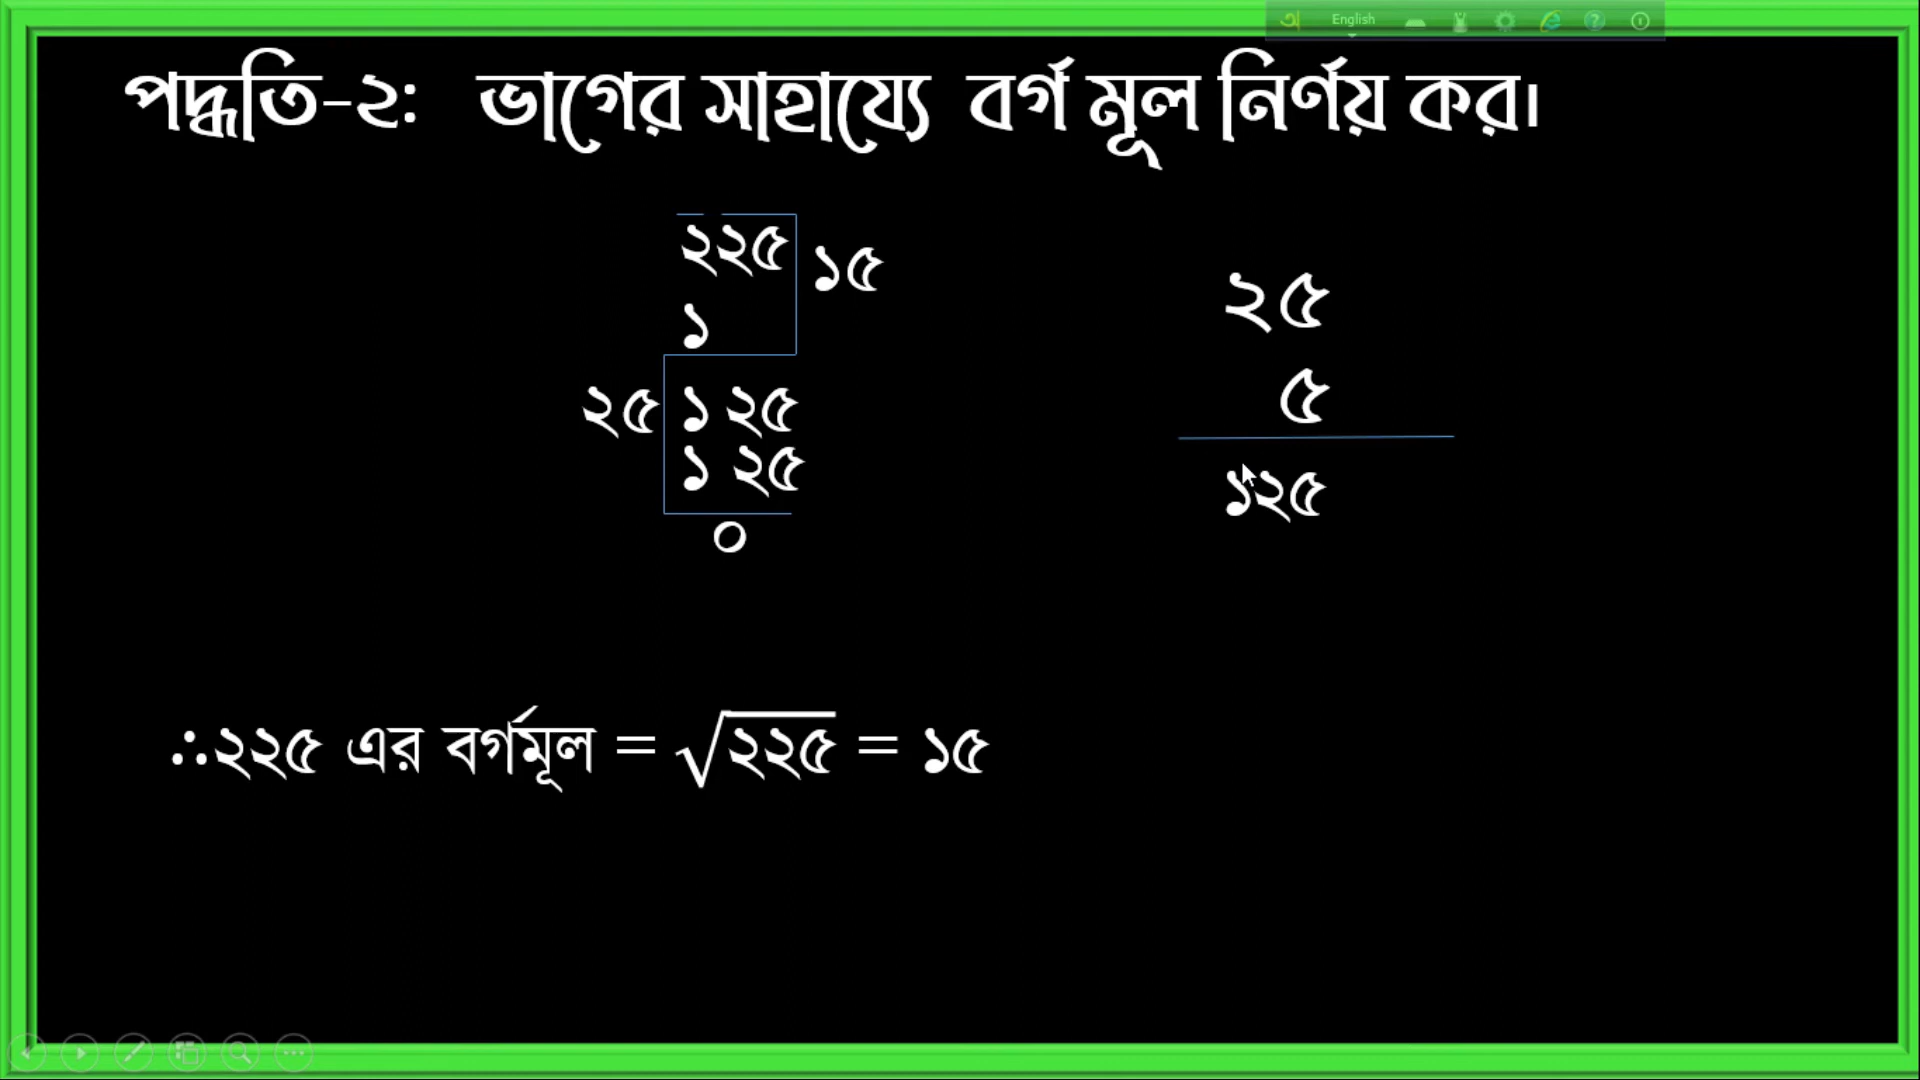 English
পদ্ধতি-২: ভাগের সাহায্যে বর্গ মূল নির্ণয় কর।
২২৫
১৫
১
২৫ ১ ২৫
১ ২৫
০
২৫
৫
১২৫
∴২২৫ এর বর্গমূল = √২২৫ = ১৫